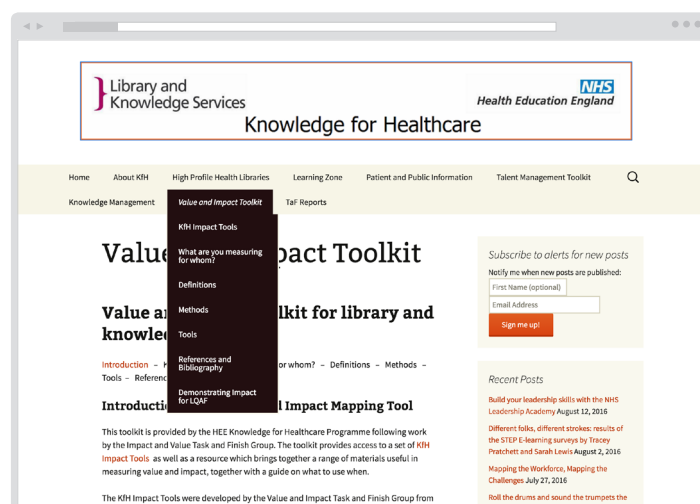 Library and
Knowledge Services
NHS
Health Education England
Knowledge for Healthcare
Home About KfH High Profile Health Libraries Learning Zone Patient and Public Information Talent Management Toolkit
Knowledge Management Value and Impact Toolkit TaF Reports
KfH Impact Tools
What are you measuring
for whom?
Definitions
Methods
Tools
References and
Bibliography
Demonstrating Impact
for LQAF
Value pact Toolkit
Value a lkit for library and
knowle
Introduction – or whom? – Definitions – Methods –
Tools – Referenc
Introducti l Impact Mapping Tool
This toolkit is provided by the HEE Knowledge for Healthcare Programme following work
by the Impact and Value Task and Finish Group. The toolkit provides access to a set of KfH
Impact Tools as well as a resource which brings together a range of materials useful in
measuring value and impact, together with a guide on what to use when.
The KfH Impact Tools were developed by the Value and Impact Task and Finish Group from
Subscribe to alerts for new posts
Notify me when new posts are published:
First Name (optional)
Email Address
Sign me up!
Recent Posts
Build your leadership skills with the NHS
Leadership Academy August 12, 2016
Different folks, different strokes: results of
the STEP E-learning surveys by Tracey
Pratchett and Sarah Lewis August 2, 2016
Mapping the Workforce, Mapping the
Challenges July 27, 2016
Roll the drums and sound the trumpets the